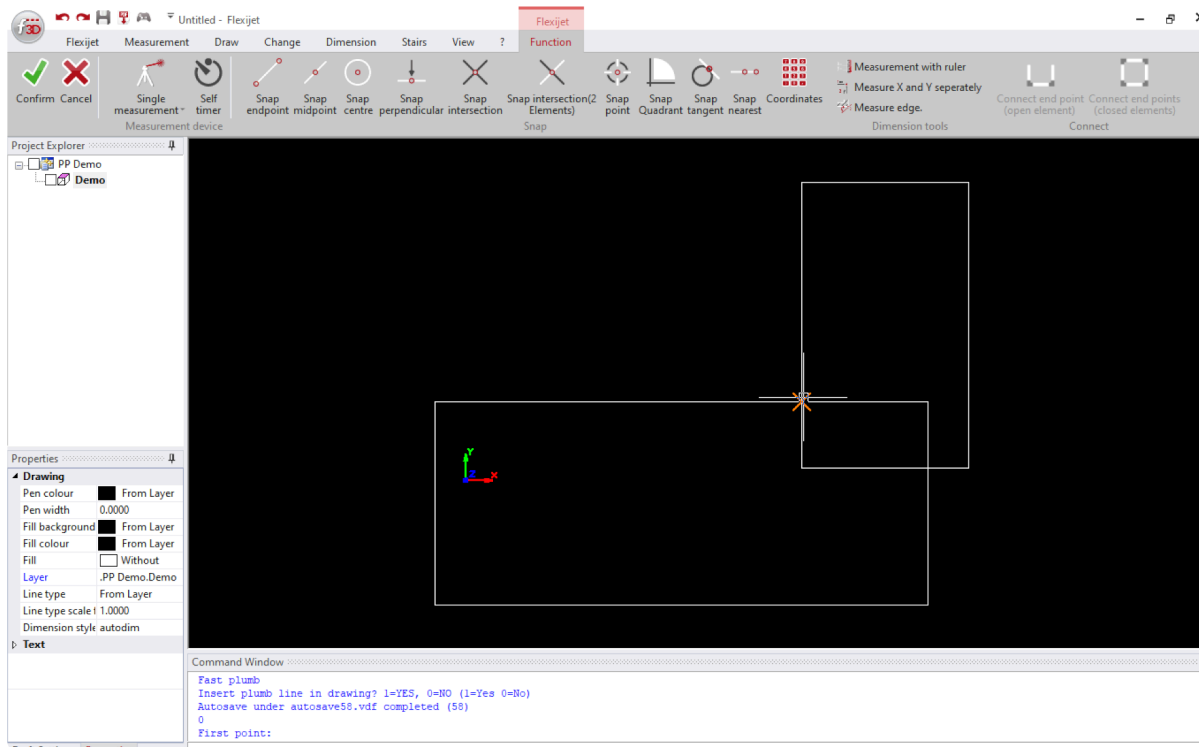 f3D
Untitled - Flexijet
Flexijet
Flexijet Measurement Draw Change Dimension Stairs View ? Function
Confirm Cancel
Single measurement
Self timer
Measurement device
Snap endpoint
Snap midpoint
Snap centre
Snap perpendicular
Snap intersection
Snap intersection(2 Elements)
Snap point
Snap Quadrant
Snap tangent
Snap nearest
Coordinates
Snap
Measurement with ruler
Measure X and Y seperately
Measure edge.
Dimension tools
Connect end point (open element)
Connect end points (closed elements)
Connect
Project Explorer
PP Demo
Demo
Y
Z X
Properties
Drawing
Pen colour From Layer
Pen width 0.0000
Fill background From Layer
Fill colour From Layer
Fill Without
Layer .PP Demo.Demo
Line type From Layer
Line type scale f 1.0000
Dimension style autodim
Text
Command Window
Fast plumb
Insert plumb line in drawing? 1=YES, 0=NO (1=Yes 0=No)
Autosave under autosave58.vdf completed (58)
0
First point: